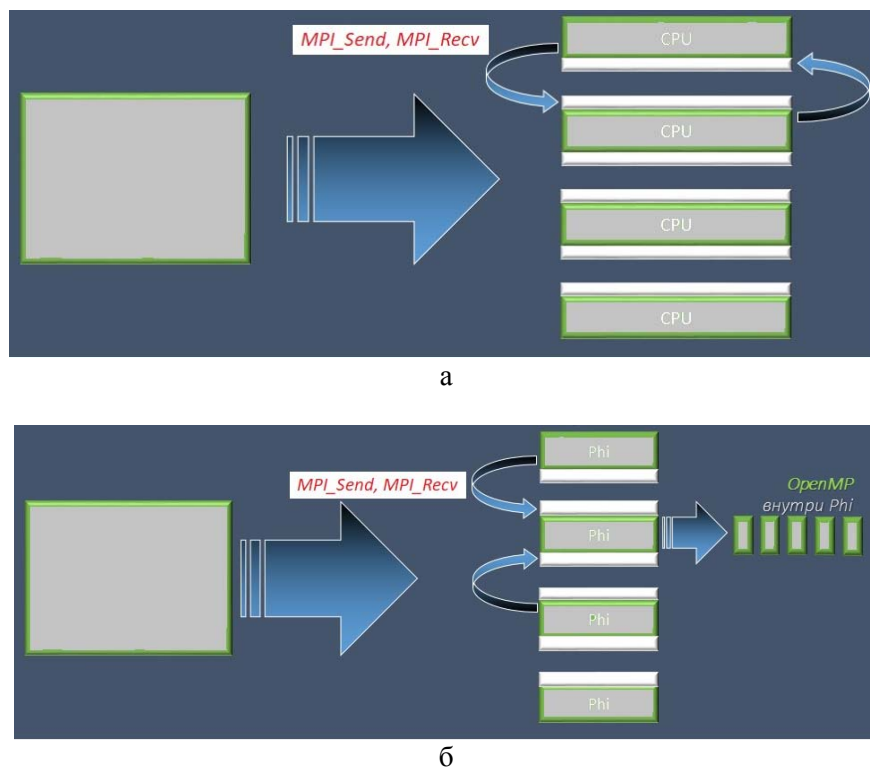 MPI_Send, MPI_Recv
CPU
CPU
CPU
CPU
а
MPI_Send, MPI_Recv
Phi
Phi
Phi
Phi
OpenMP
внутри Phi
б